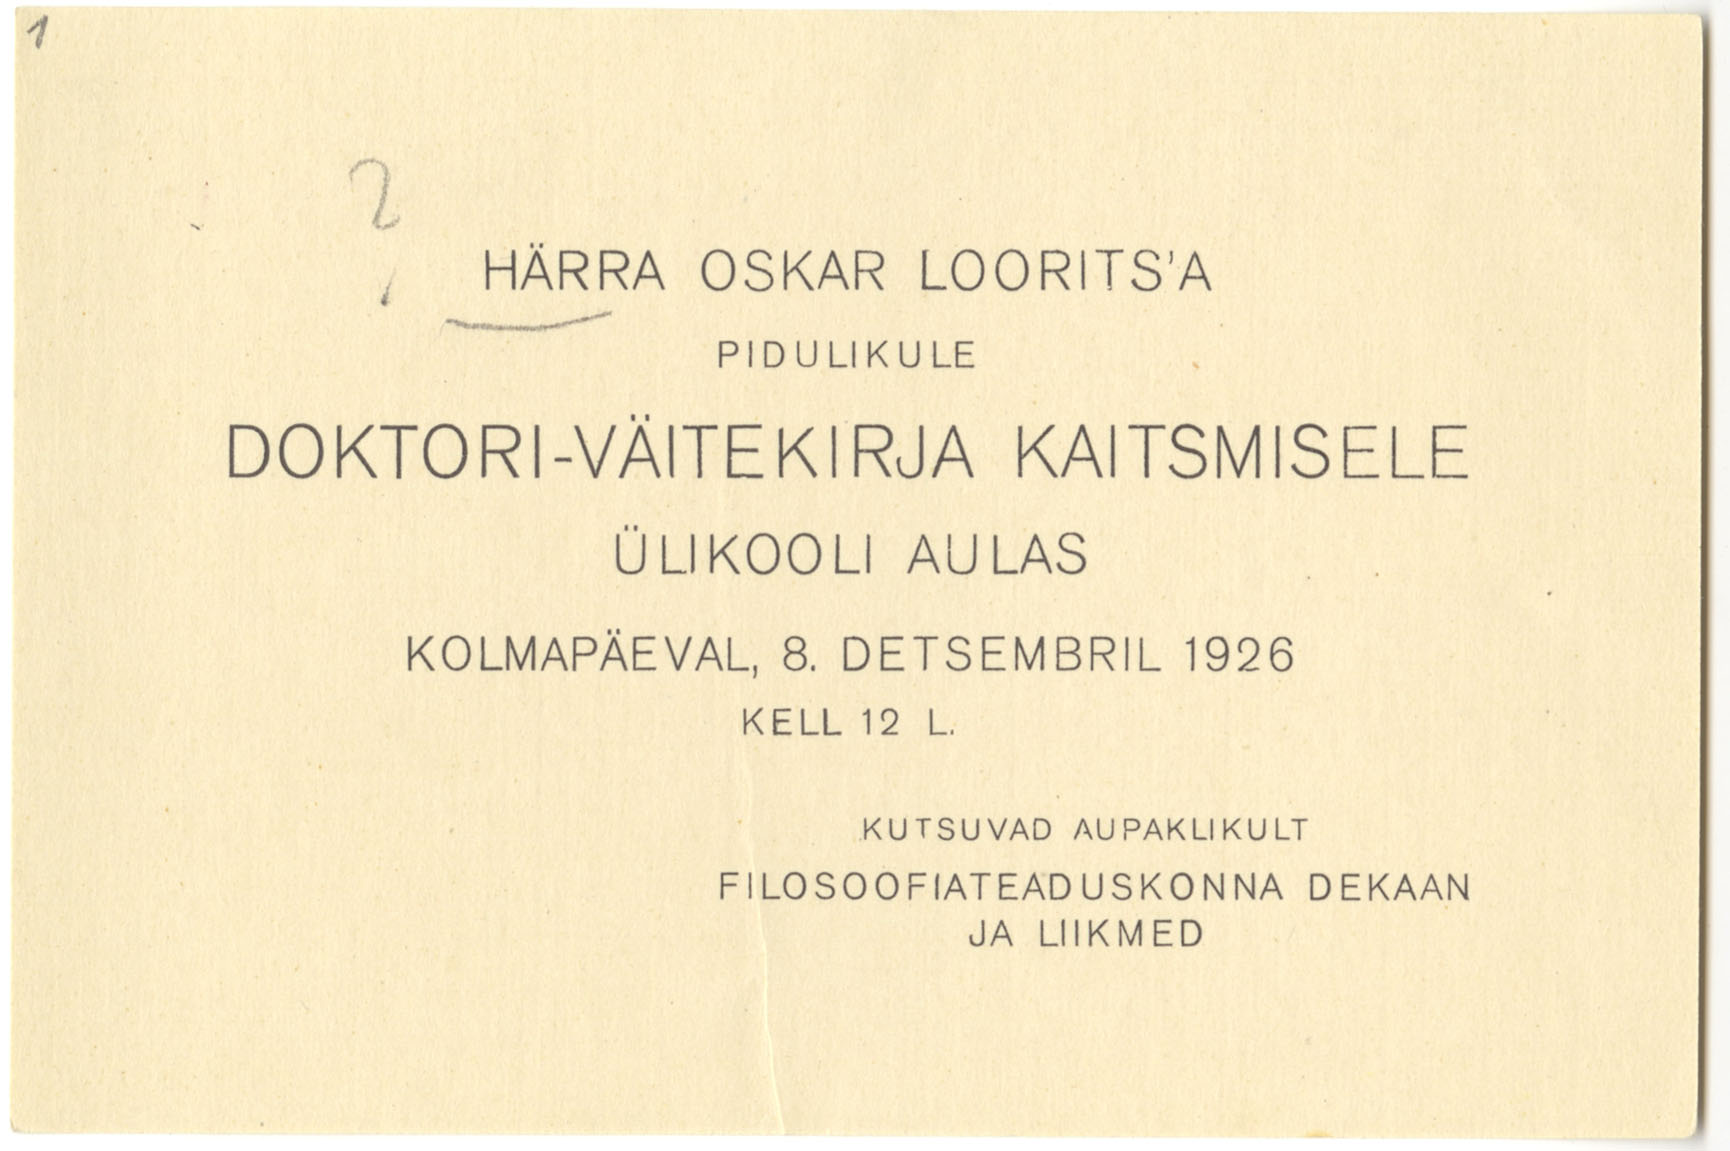 1
?
HÄRRA OSKAR LOORITS'A
PIDULIKULE
DOKTORI-VÄITEKIRJA KAITSMISELE
ÜLIKOOLI AULAS
KOLMAPÄEVAL, 8. DETSEMBRIL 1926
KELL 12 L.
KUTSUVAD AUPAKLIKULT
FILOSOOFIATEADUSKONNA DEKAAN
JA LIIKMED